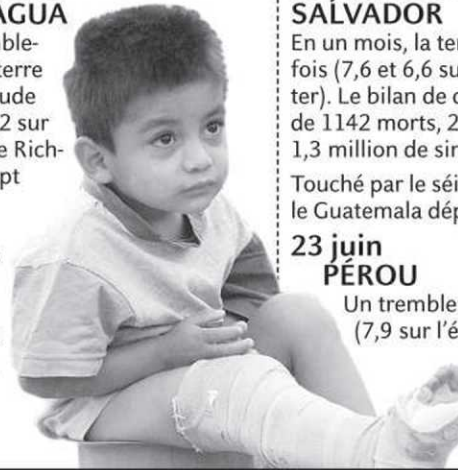 AGUA
ble-
terre
ude
2 sur
e Rich-
pt
SALVADOR
En un mois, la te
fois (7,6 et 6,6 su
ter). Le bilan de
de 1142 morts, 2
1,3 million de sin
Touché par le séi
le Guatemala dép
23 juin
PÉROU
Un tremble
(7,9 sur l'é